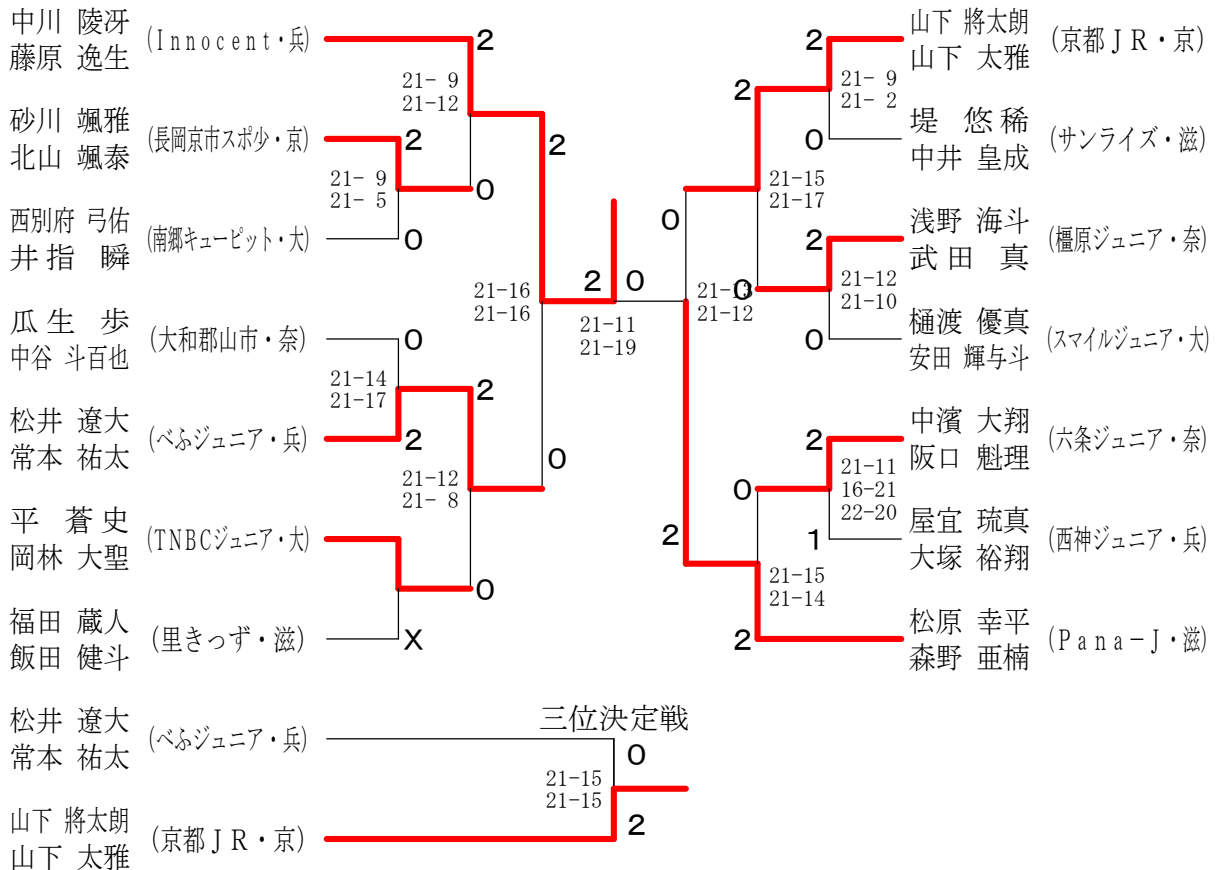 中川 陵冴
藤原 逸生
(Innocent・兵)
2
21- 9
21-12
砂川 颯雅
北山 颯泰
(長岡京市スポ少・京)
2
21- 9
21- 5
0
西別府 弓佑
井指 瞬
(南郷キューピット・大)
0
2
21-16
21-16
瓜生 歩
中谷 斗百也
(大和郡山市・奈)
0
21-14
21-17
2
松井 遼大
常本 祐太
(べふジュニア・兵)
2
21-12
21- 8
0
平 蒼史
岡林 大聖
(TNBCジュニア・大)
0
福田 蔵人
飯田 健斗
(里きっず・滋)
X
2
0
21-11
21-19
山下 將太朗
山下 太雅
(京都ＪＲ・京)
2
21- 9
21- 2
2
堤 悠稀
中井 皇成
(サンライズ・滋)
0
21-15
21-17
0
浅野 海斗
武田 真
(橿原ジュニア・奈)
2
21-12
21-10
0
21-13
21-12
樋渡 優真
安田 輝与斗
(スマイルジュニア・大)
0
中濱 大翔
阪口 魁理
(六条ジュニア・奈)
2
21-11
16-21
22-20
0
屋宜 琉真
大塚 裕翔
(西神ジュニア・兵)
1
2
21-15
21-14
松原 幸平
森野 亜楠
(Ｐａｎａ－Ｊ・滋)
2
三位決定戦
松井 遼大
常本 祐太
(べふジュニア・兵)
0
21-15
21-15
山下 將太朗
山下 太雅
(京都ＪＲ・京)
2